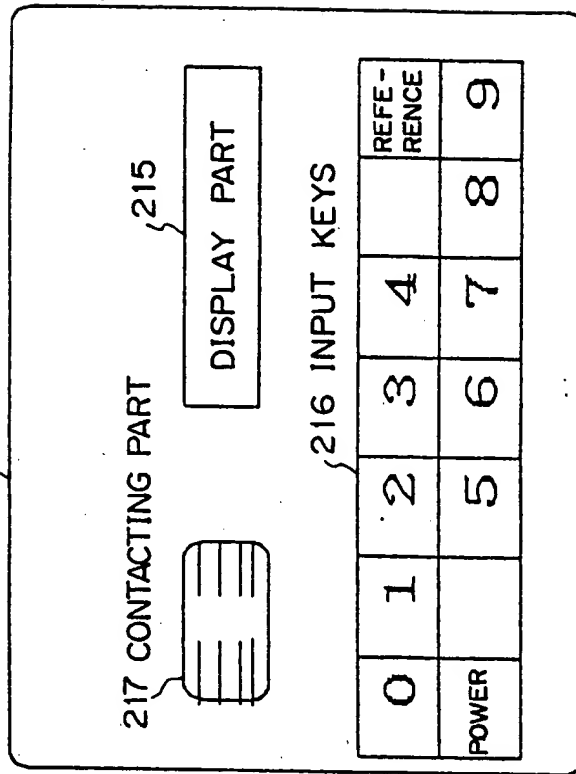 217 CONTACTING PART
215
DISPLAY PART
216 INPUT KEYS
0 1 2 3 4 REFE-
RENCE
POWER 5 6 7 8 9